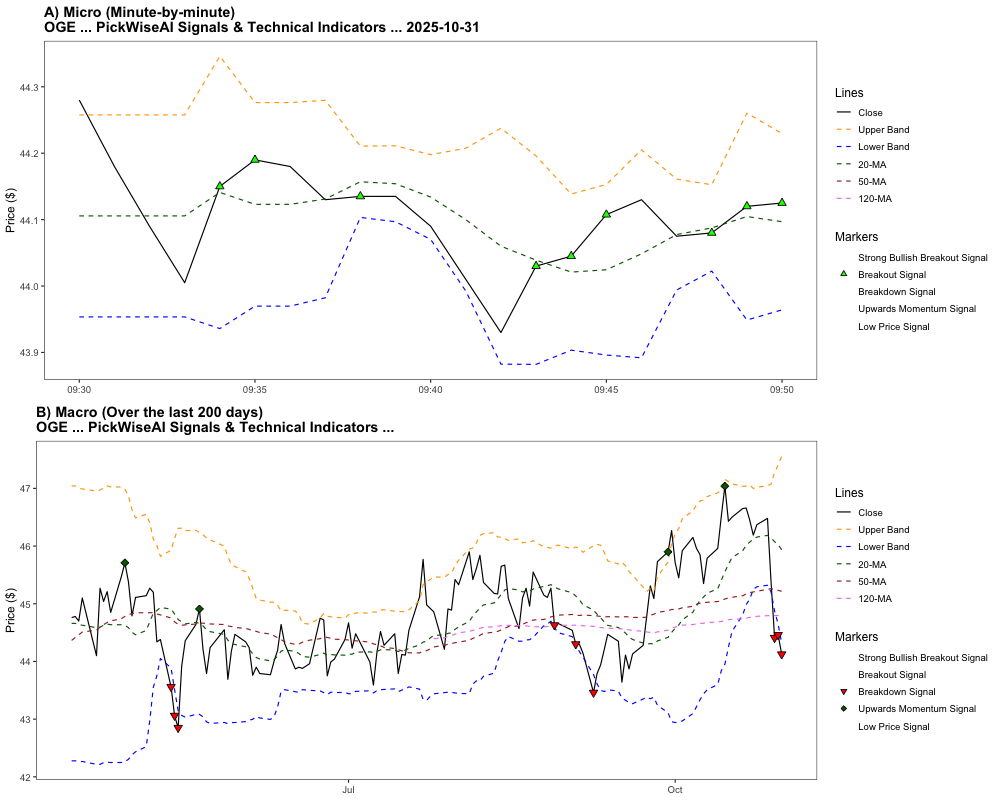 A) Micro (Minute-by-minute)
OGE ... PickWiseAI Signals & Technical Indicators ... 2025-10-31
Price ($)
44.3
44.2
44.1
44.0
43.9
09:30
09:35
09:40
09:45
09:50
Lines
Close
Upper Band
Lower Band
20-MA
50-MA
120-MA
Markers
Strong Bullish Breakout Signal
Breakout Signal
Breakdown Signal
Upwards Momentum Signal
Low Price Signal
B) Macro (Over the last 200 days)
OGE ... PickWiseAI Signals & Technical Indicators ...
Price ($)
47
46
45
44
43
42
Jul
Oct
Lines
Close
Upper Band
Lower Band
20-MA
50-MA
120-MA
Markers
Strong Bullish Breakout Signal
Breakout Signal
Breakdown Signal
Upwards Momentum Signal
Low Price Signal